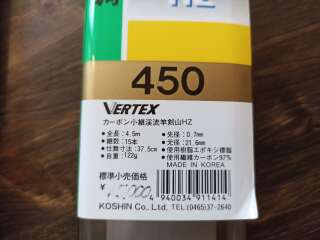 450
VERTEX
カーボン小継渓流竿剣山HZ
●全長:4.5m ●先径:0.7mm
●継数:15本 ●元径:21.6mm
●仕舞寸法:37.5cm ●使用樹脂エポキシ樹脂
●自重:122g ●使用繊維カーボン97%
MADE IN KOREA
標準小売価格
4 940034 911414
KOSHIN Co., Ltd. TEL (0465)37-2640